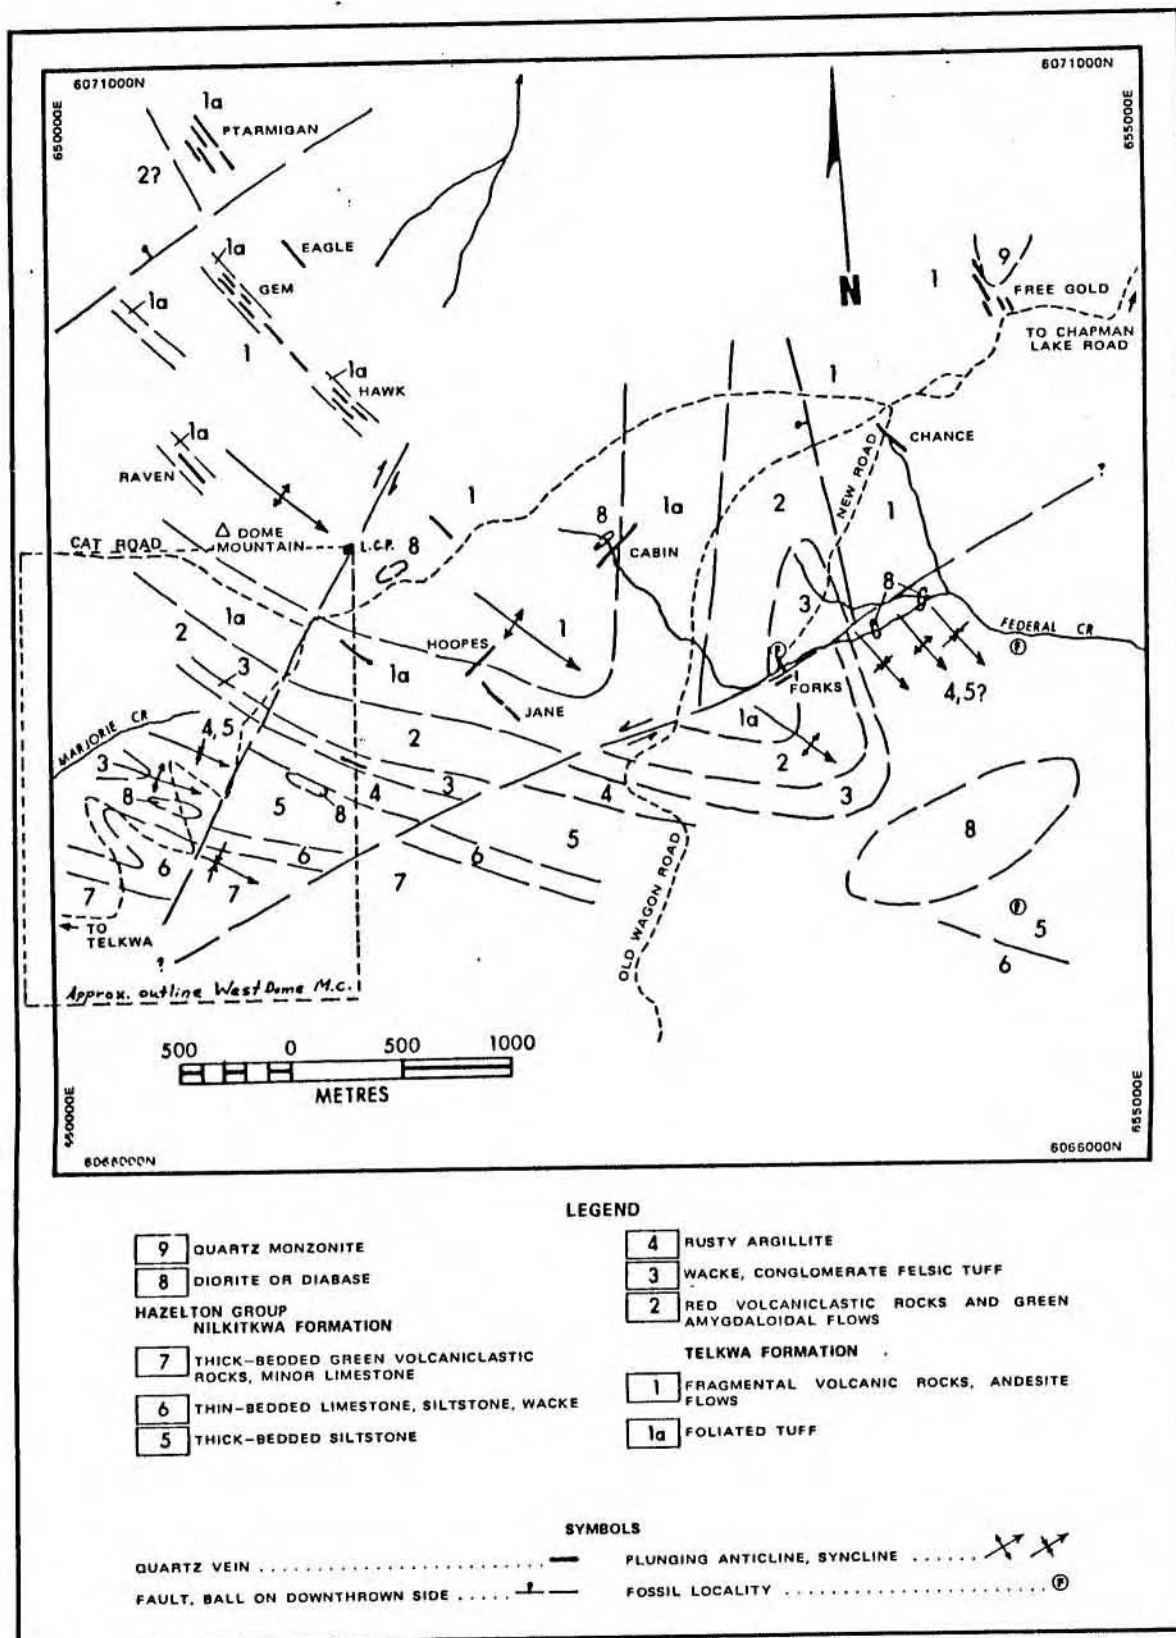 6071000N
6071000N
650000E
655000E
1a
PTARMIGAN
2?
1a
EAGLE
GEM
1a
1
1
9
FREE GOLD
TO CHAPMAN
LAKE ROAD
N
1a
HAWK
1
1a
RAVEN
CHANCE
NEW ROAD
?
1
1a
2
1
8
CABIN
DOME
MOUNTAIN
L.C.P.
8
CAT ROAD
1a
2
3
HOOPES
1
1a
JANE
3
8
FEDERAL CR
F
F
FORKS
4,5?
1a
MARJORIE CR
4,5
3
8
2
2
3
5
8
4
3
4
5
8
6
6
6
7
7
7
TO
TELKWA
?
OLD WAGON ROAD
F
5
6
Approx. outline West Dome M.C.
500 0 500 1000
METRES
650000E
655000E
6066000N
6066000N
LEGEND
9 QUARTZ MONZONITE
8 DIORITE OR DIABASE
HAZELTON GROUP
NILKITKWA FORMATION
7 THICK-BEDDED GREEN VOLCANICLASTIC
ROCKS, MINOR LIMESTONE
6 THIN-BEDDED LIMESTONE, SILTSTONE, WACKE
5 THICK-BEDDED SILTSTONE
4 RUSTY ARGILLITE
3 WACKE, CONGLOMERATE FELSIC TUFF
2 RED VOLCANICLASTIC ROCKS AND GREEN
AMYGDALOIDAL FLOWS
TELKWA FORMATION
1 FRAGMENTAL VOLCANIC ROCKS, ANDESITE
FLOWS
1a FOLIATED TUFF
SYMBOLS
QUARTZ VEIN
FAULT, BALL ON DOWNTHROWN SIDE
PLUNGING ANTICLINE, SYNCLINE
FOSSIL LOCALITY F